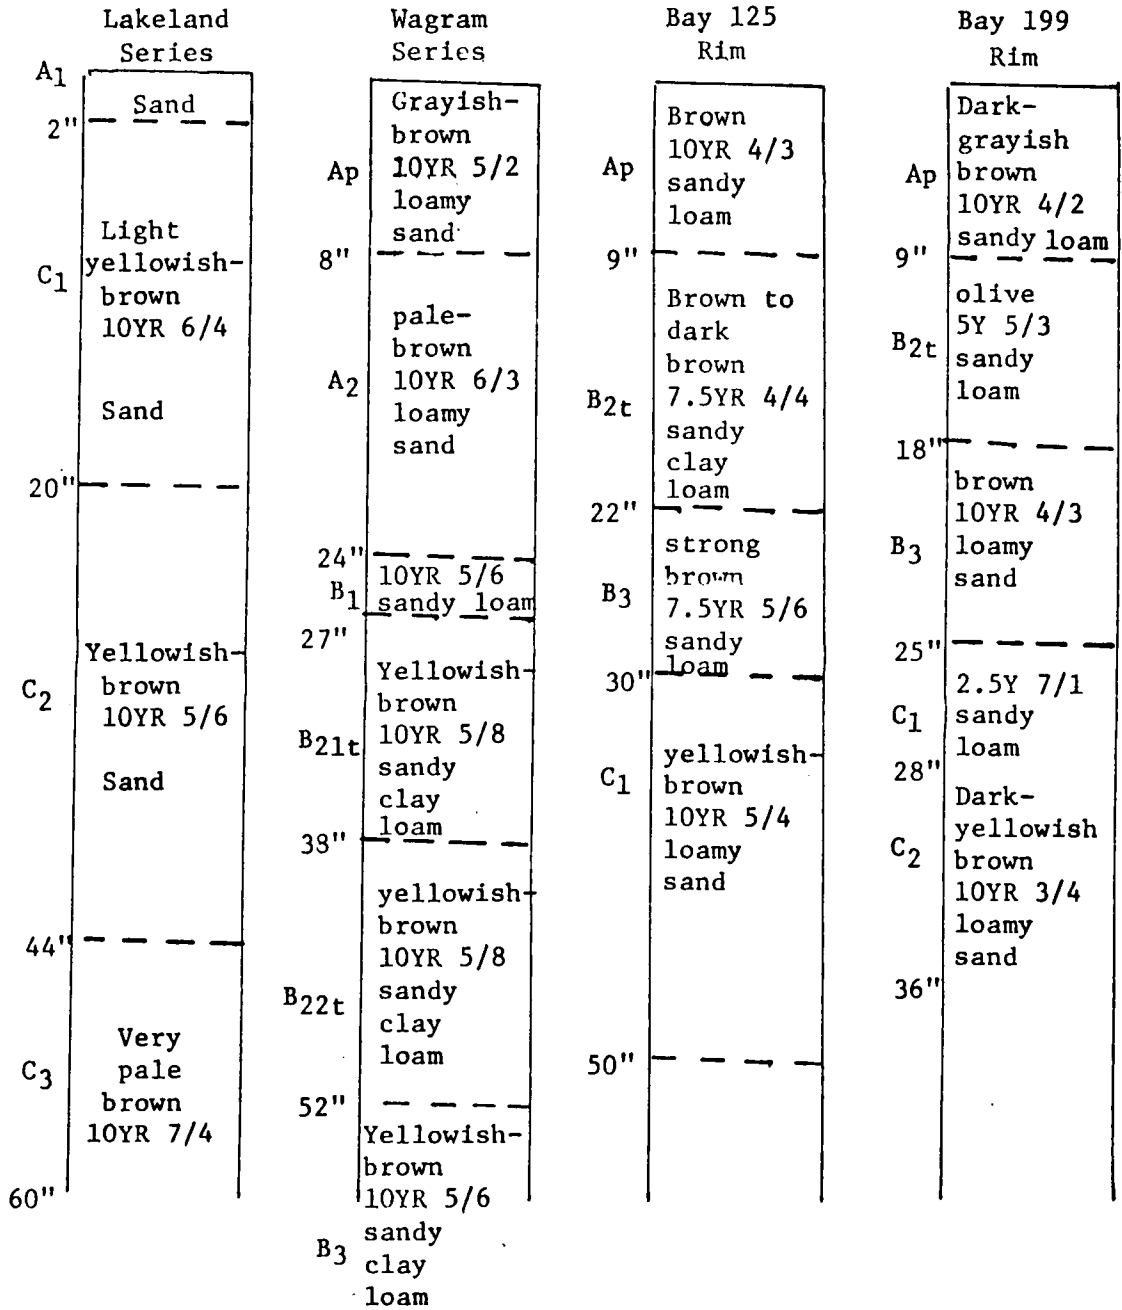 Lakeland
Series
A1
Sand
2"
Light
yellowish-
brown
10YR 6/4
C1
Sand
20"
Yellowish-
brown
10YR 5/6
C2
Sand
44"
Very
pale
brown
10YR 7/4
C3
60"
Wagram
Series
Grayish-
brown
10YR 5/2
loamy
sand
Ap
8"
pale-
brown
10YR 6/3
loamy
sand
A2
24"
10YR 5/6
sandy loam
B1
27"
Yellowish-
brown
10YR 5/8
sandy
clay
loam
B21t
38"
yellowish-
brown
10YR 5/8
sandy
clay
loam
B22t
52"
Yellowish-
brown
10YR 5/6
sandy
clay
loam
B3
Bay 125
Rim
Brown
10YR 4/3
sandy
loam
Ap
9"
Brown to
dark
brown
7.5YR 4/4
sandy
clay
loam
B2t
22"
strong
brown
7.5YR 5/6
sandy
loam
B3
30"
yellowish-
brown
10YR 5/4
loamy
sand
C1
50"
Bay 199
Rim
Dark-
grayish
brown
10YR 4/2
sandy loam
Ap
9"
olive
5Y 5/3
sandy
loam
B2t
18"
brown
10YR 4/3
loamy
sand
B3
25"
2.5Y 7/1
sandy
loam
C1
28"
Dark-
yellowish
brown
10YR 3/4
loamy
sand
C2
36"